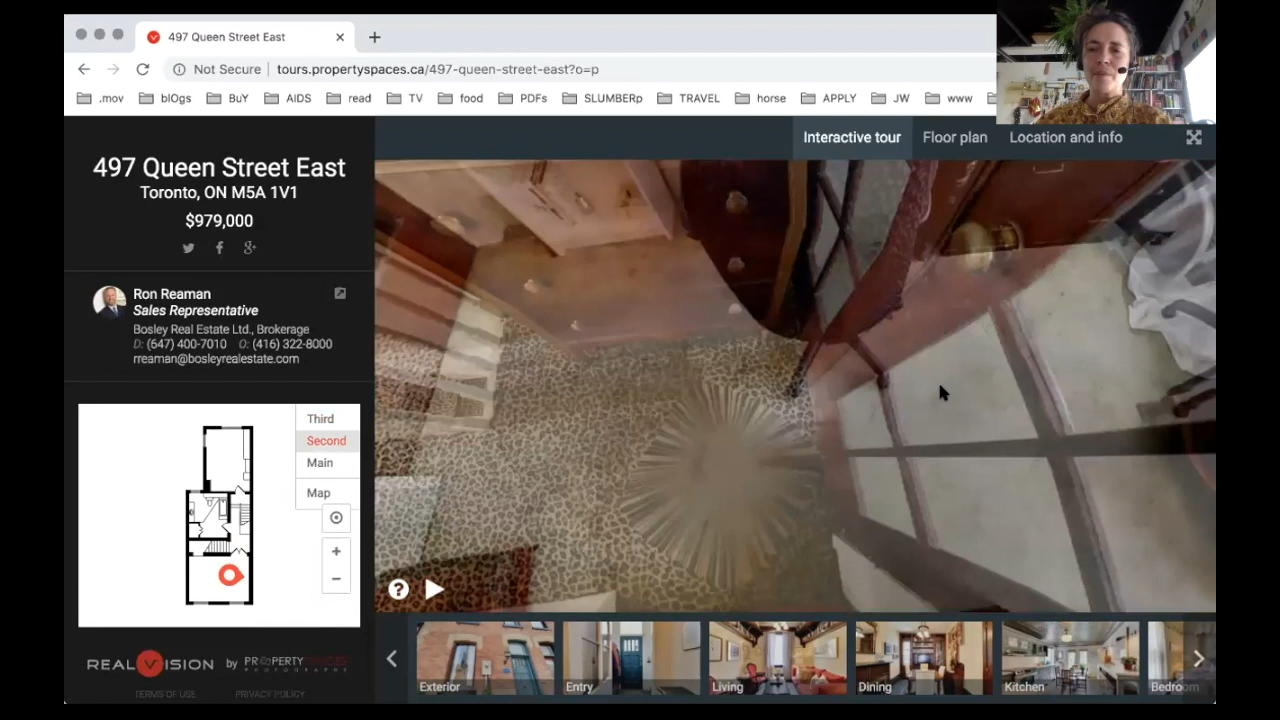 497 Queen Street East
Not Secure
tours.propertyspaces.ca/497-queen-street-east?o=p
.mov
blOgs
BuY
AIDS
read
TV
food
PDFs
SLUMBERp
TRAVEL
horse
APPLY
JW
www
Interactive tour
Floor plan
Location and info
497 Queen Street East
Toronto, ON M5A 1V1
$979,000
Ron Reaman
Sales Representative
Bosley Real Estate Ltd., Brokerage
D: (647) 400-7010 O: (416) 322-8000
rreaman@bosleyrealestate.com
Third
Second
Main
Map
REALVISION by PROPERTYSPACES
PHOTOGRAPHY
TERMS OF USE
PRIVACY POLICY
Exterior
Entry
Living
Dining
Kitchen
Bedroom